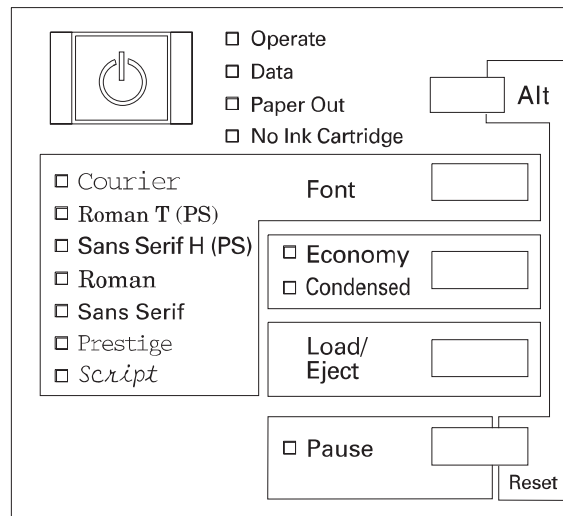 Operate
Data
Alt
Paper Out
No Ink Cartridge
Courier
Font
Roman T (PS)
Sans Serif H (PS)
Economy
Roman
Condensed
Sans Serif
Prestige
Load/
Eject
Script
Pause
Reset